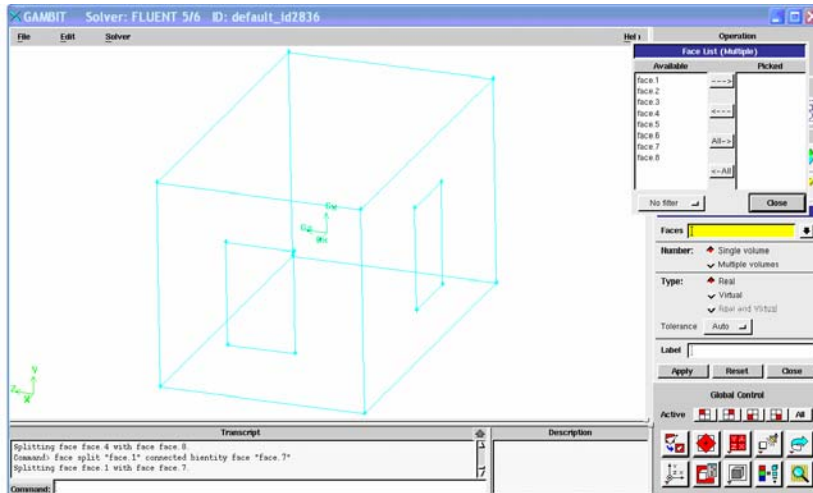 GAMBIT Solver: FLUENT 5/6 ID: default_id2836
File Edit Solver
Operation
Face List (Multiple)
Available Picked
face.1
face.2
face.3
face.4
face.5
face.6
face.7
face.8
--->
<---
All->
<-All
No filter Close
Faces
Number: Single volume
Multiple volumes
Type: Real
Virtual
Real and Virtual
Tolerance Auto
Label
Apply Reset Close
Global Control
Active All
Z Y X
Transcript
Splitting face face.4 with face face.8.
Command> face split "face.1" connected bientity face "face.7"
Splitting face face.1 with face face.7.
Command:
Description